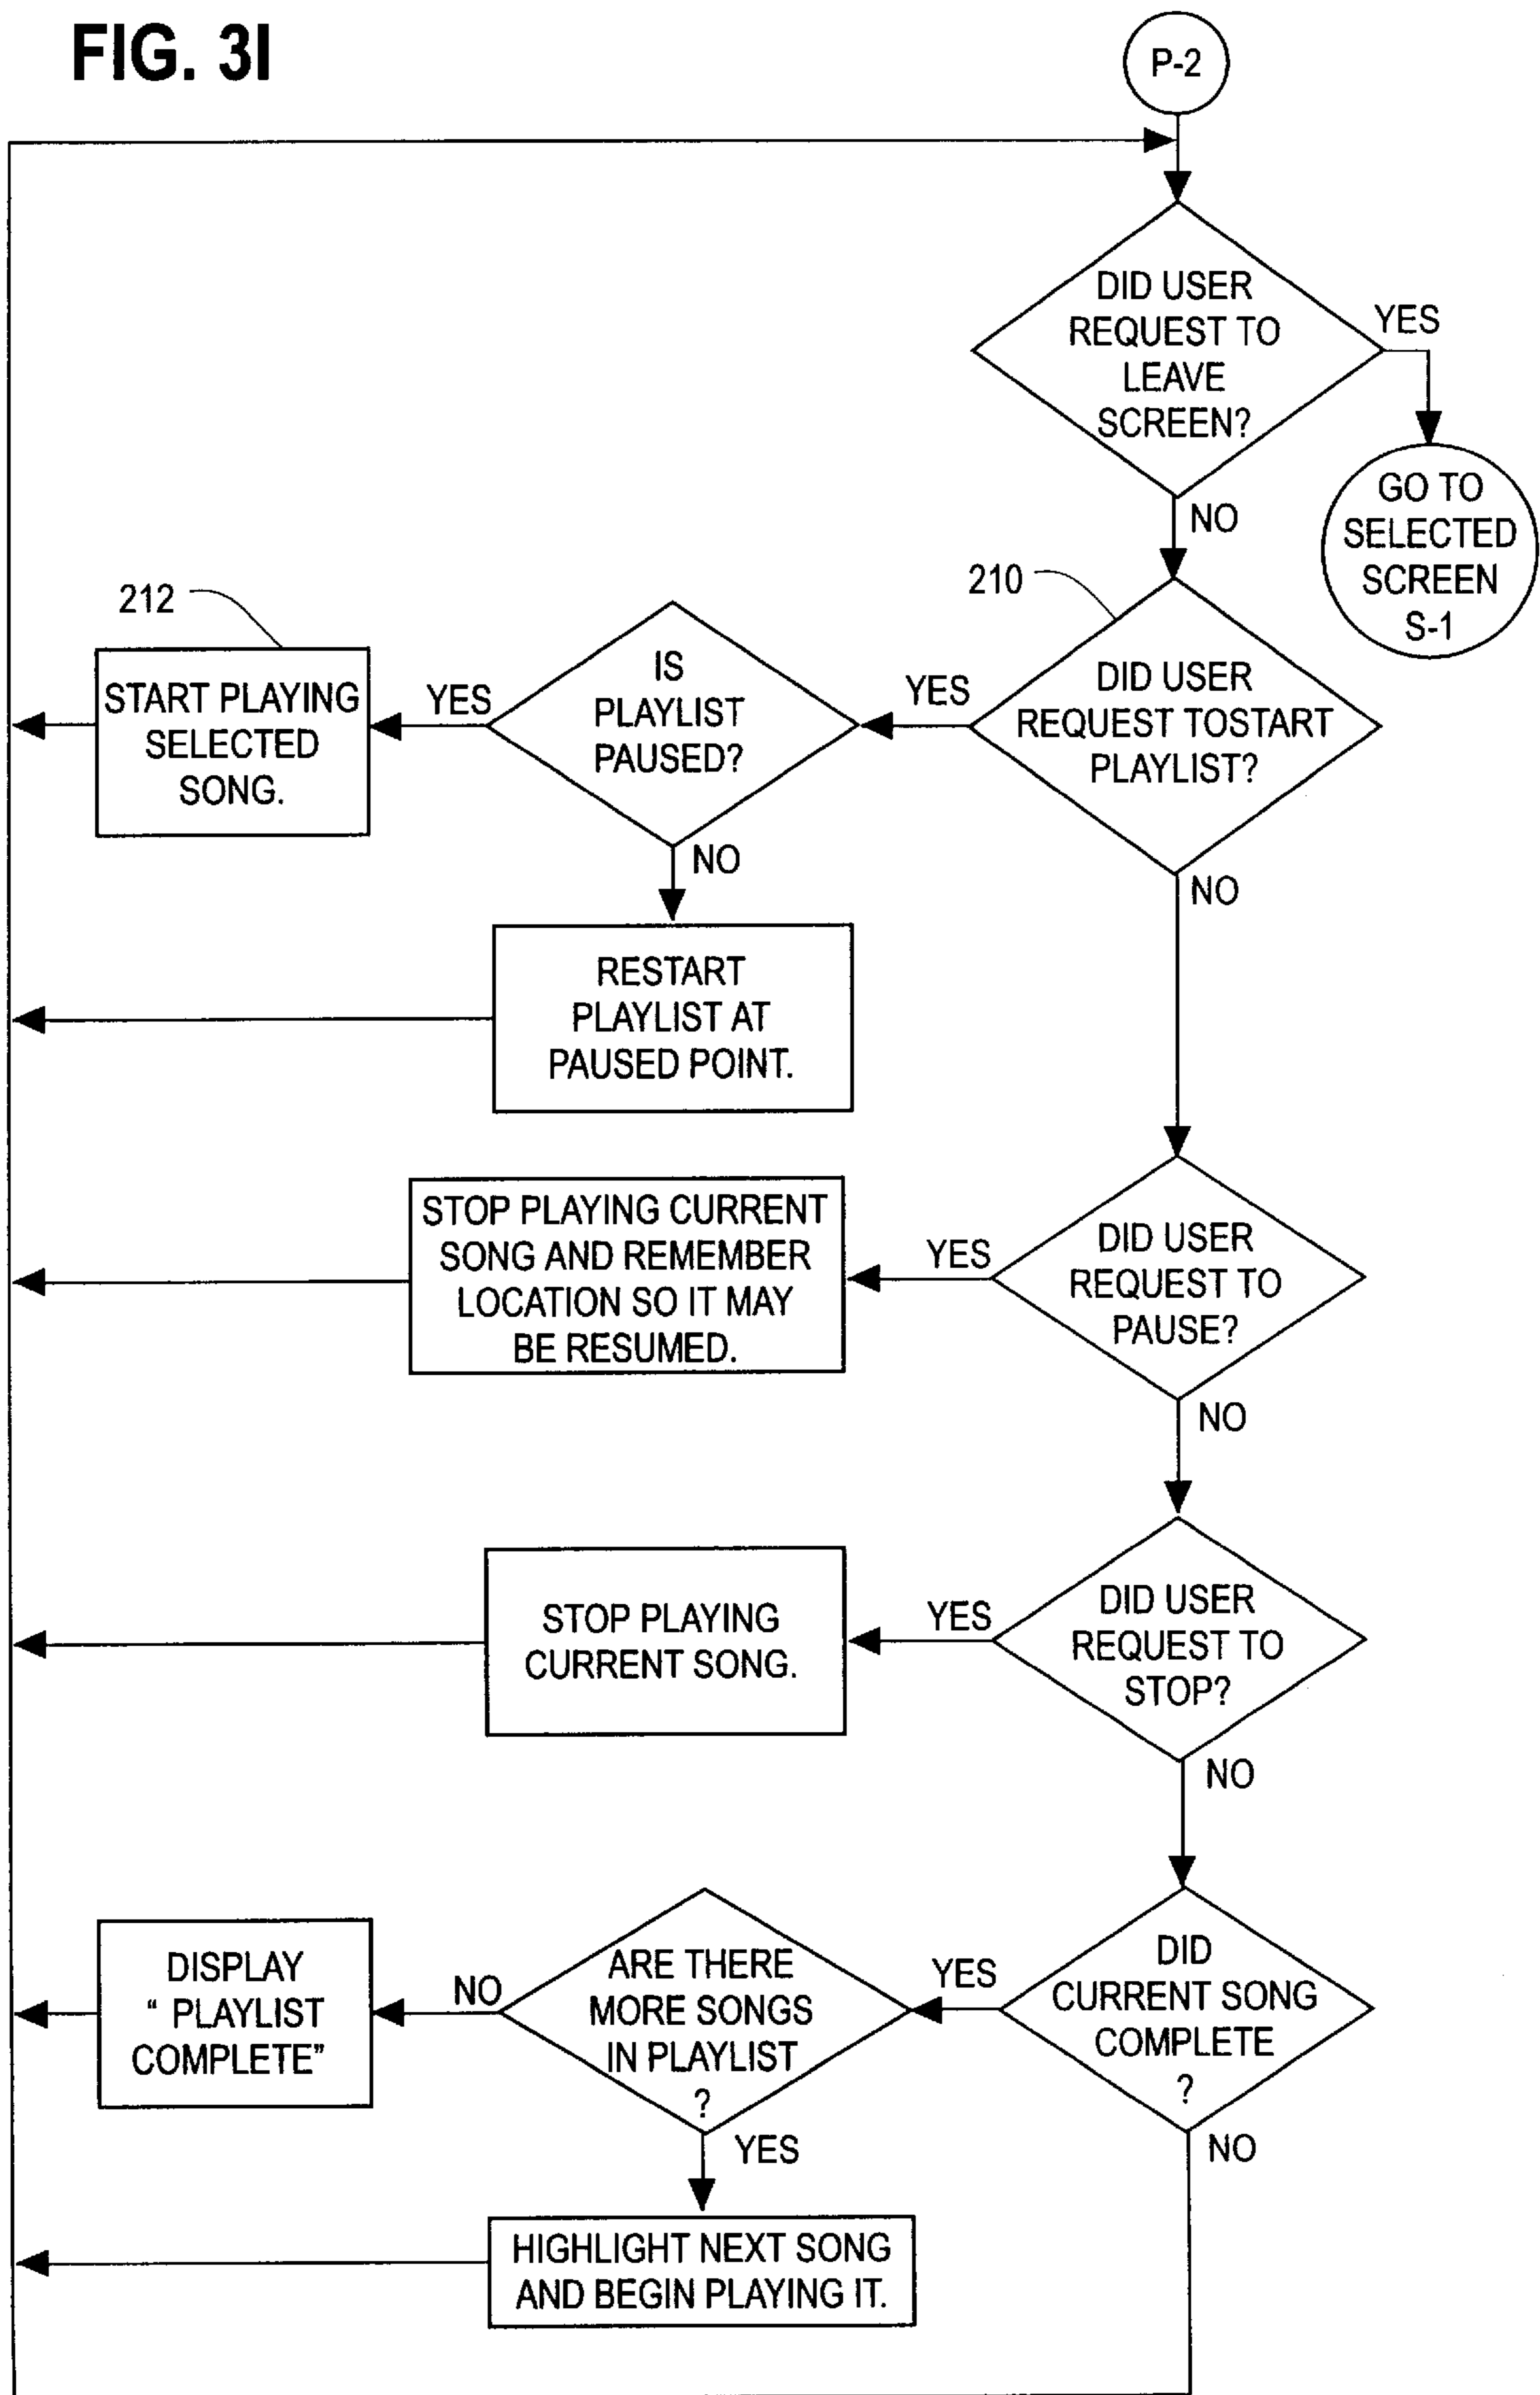 FIG. 3I
P-2
DID USER
REQUEST TO
LEAVE
SCREEN?
YES
GO TO
SELECTED
SCREEN
S-1
NO
212
START PLAYING
SELECTED
SONG.
YES
IS
PLAYLIST
PAUSED?
YES
210
DID USER
REQUEST TOSTART
PLAYLIST?
NO
NO
RESTART
PLAYLIST AT
PAUSED POINT.
STOP PLAYING CURRENT
SONG AND REMEMBER
LOCATION SO IT MAY
BE RESUMED.
YES
DID USER
REQUEST TO
PAUSE?
NO
STOP PLAYING
CURRENT SONG.
YES
DID USER
REQUEST TO
STOP?
NO
DISPLAY
“ PLAYLIST
COMPLETE”
NO
ARE THERE
MORE SONGS
IN PLAYLIST
?
YES
DID
CURRENT SONG
COMPLETE
?
YES
NO
HIGHLIGHT NEXT SONG
AND BEGIN PLAYING IT.